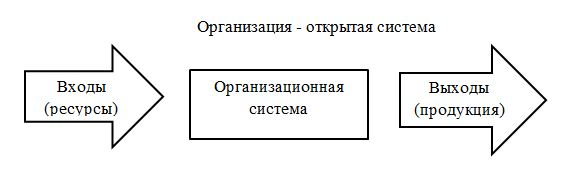 Организация - открытая система
Входы
(ресурсы)
Организационная
система
Выходы
(продукция)